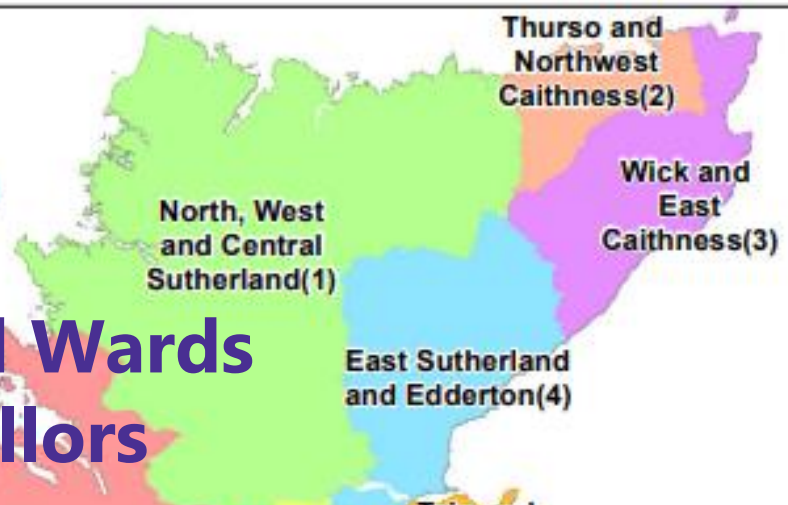 Thurso and
Northwest
Caithness(2)
Wick and
East
Caithness(3)
North, West
and Central
Sutherland(1)
Wards
East Sutherland
and Edderton(4)
llors